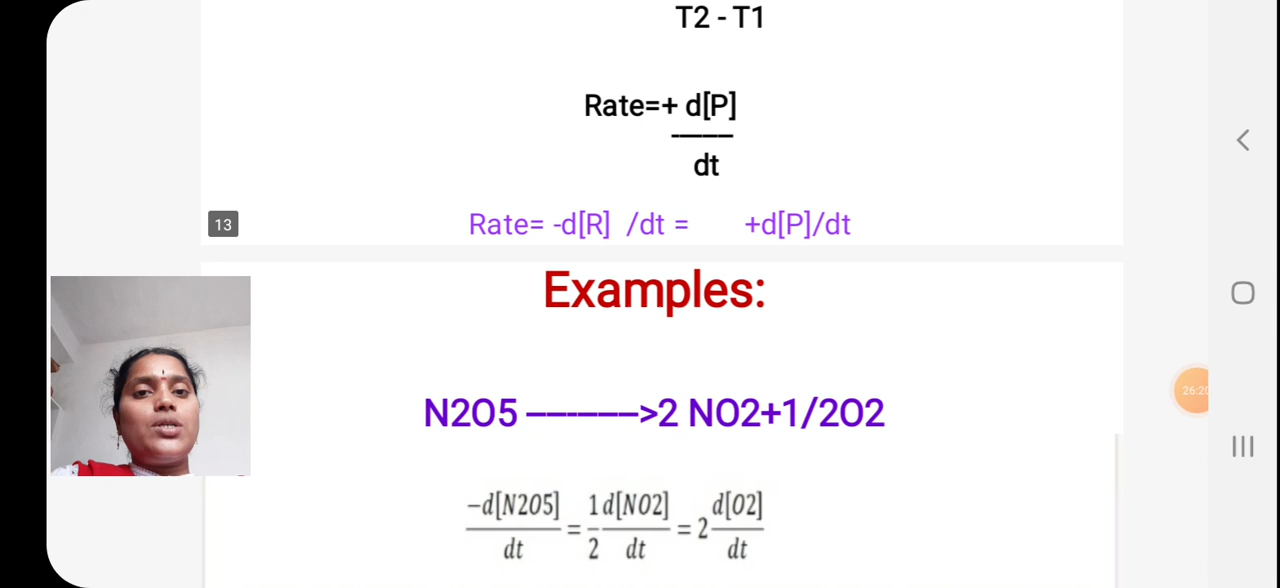 T2 - T1
Rate=+ d[P]
dt
13
Rate= -d[R] /dt = +d[P]/dt
Examples:
N2O5 ------------>2 NO2+1/2O2
-d[N2O5]/dt = 1/2 d[NO2]/dt = 2 d[O2]/dt
26:20